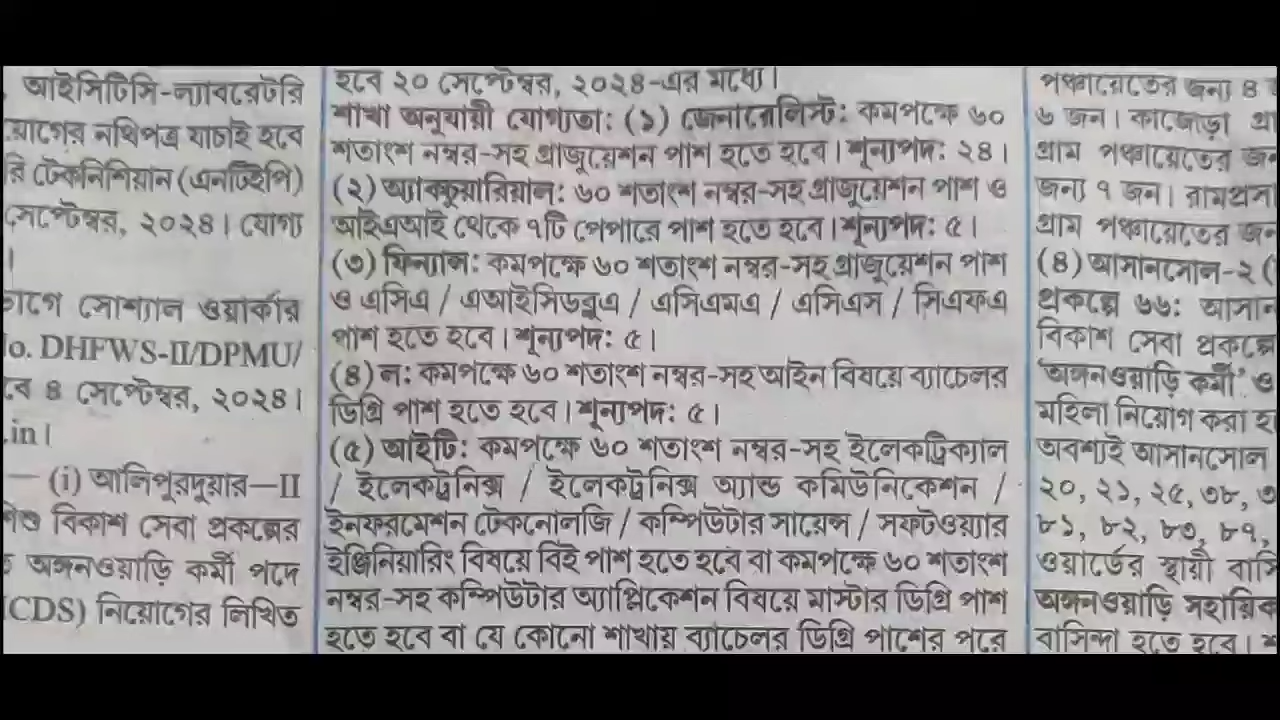 আইসিটিসি-ল্যাবরেটরি
য়োগের নথিপত্র যাচাই হবে
রি টেকনিশিয়ান (এনটিইপি)
সেপ্টেম্বর, ২০২৪। যোগ্য
।
ভাগে সোশ্যাল ওয়ার্কার
o. DHFWS-II/DPMU/
বে ৪ সেপ্টেম্বর, ২০২৪।
.in।
— (i) আলিপুরদুয়ার—II
শিশু বিকাশ সেবা প্রকল্পের
অঙ্গনওয়াড়ি কর্মী পদে
(CDS) নিয়োগের লিখিত
হবে ২০ সেপ্টেম্বর, ২০২৪-এর মধ্যে।
শাখা অনুযায়ী যোগ্যতা: (১) জেনারেলিস্ট: কমপক্ষে ৬০
শতাংশ নম্বর-সহ গ্রাজুয়েশন পাশ হতে হবে। শূন্যপদ: ২৪।
(২) অ্যাকচুয়ারিয়াল: ৬০ শতাংশ নম্বর-সহ গ্রাজুয়েশন পাশ ও
আইএআই থেকে ৭টি পেপারে পাশ হতে হবে। শূন্যপদ: ৫।
(৩) ফিন্যান্স: কমপক্ষে ৬০ শতাংশ নম্বর-সহ গ্রাজুয়েশন পাশ
ও এসিএ / এআইসিডব্লুএ / এসিএমএ / এসিএস / সিএফএ
পাশ হতে হবে। শূন্যপদ: ৫।
(৪) ল: কমপক্ষে ৬০ শতাংশ নম্বর-সহ আইন বিষয়ে ব্যাচেলর
ডিগ্রি পাশ হতে হবে। শূন্যপদ: ৫।
(৫) আইটি: কমপক্ষে ৬০ শতাংশ নম্বর-সহ ইলেকট্রিক্যাল
/ ইলেকট্রনিক্স / ইলেকট্রনিক্স অ্যান্ড কমিউনিকেশন /
ইনফরমেশন টেকনোলজি / কম্পিউটার সায়েন্স / সফটওয়্যার
ইঞ্জিনিয়ারিং বিষয়ে বিই পাশ হতে হবে বা কমপক্ষে ৬০ শতাংশ
নম্বর-সহ কম্পিউটার অ্যাপ্লিকেশন বিষয়ে মাস্টার ডিগ্রি পাশ
হতে হবে বা যে কোনো শাখায় ব্যাচেলর ডিগ্রি পাশের পরে
পঞ্চায়েতের জন্য ৪
৬ জন। কাজোড়া গ্রা
গ্রাম পঞ্চায়েতের জন
জন্য ৭ জন। রামপ্রসা
গ্রাম পঞ্চায়েতের জন
(৪) আসানসোল-২ (
প্রকল্পে ৬৬: আসান
বিকাশ সেবা প্রকল্পে
'অঙ্গনওয়াড়ি কর্মী' ও
মহিলা নিয়োগ করা হ
অবশ্যই আসানসোল
২০, ২১, ২৫, ৩৮, ৩
৮১, ৮২, ৮৩, ৮৭,
ওয়ার্ডের স্থায়ী বাসি
অঙ্গনওয়াড়ি সহায়িক
বাসিন্দা হতে হবে।